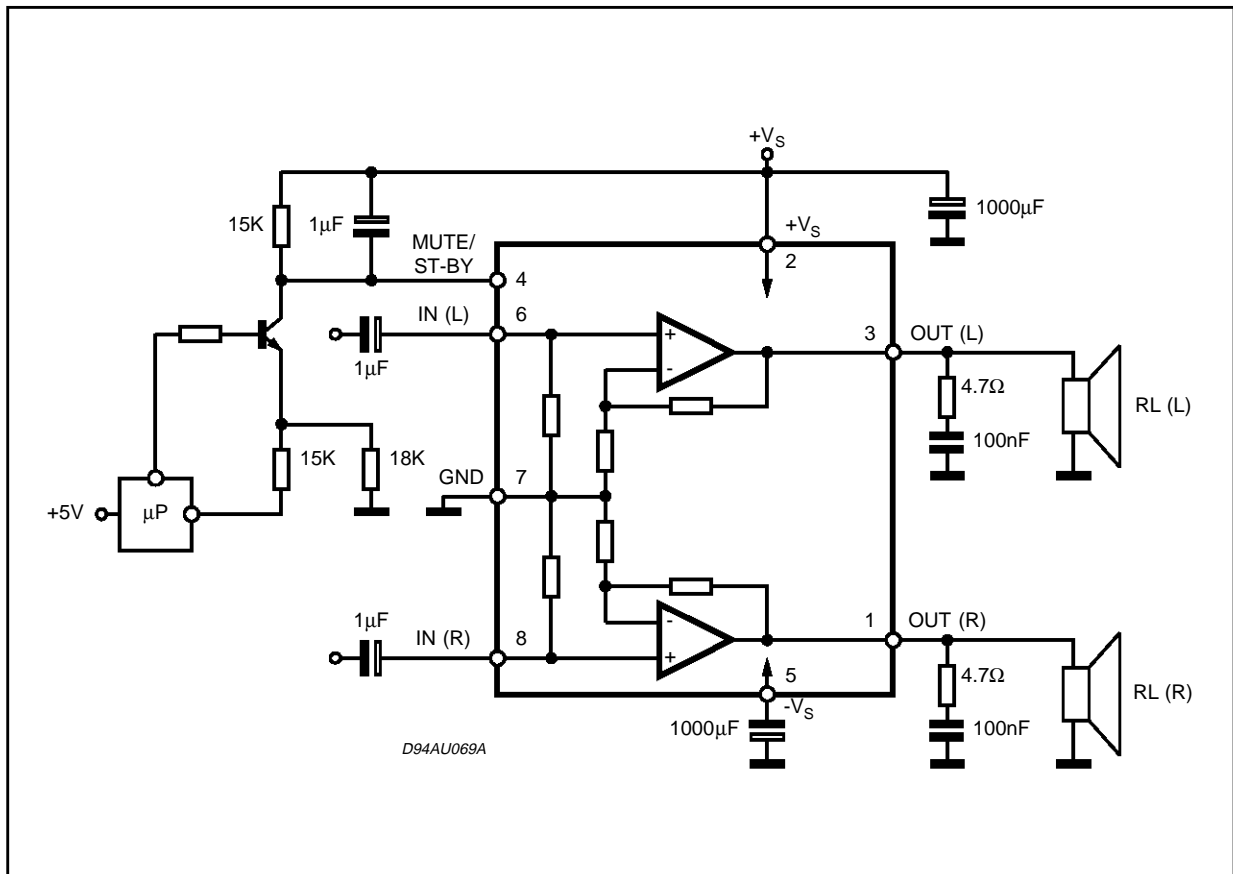 +VS
15K
1μF
1000μF
MUTE/
ST-BY
+VS
4
2
IN (L)
6
+
-
3
OUT (L)
1μF
4.7Ω
RL (L)
100nF
15K
18K
GND
7
+5V
μP
1μF
IN (R)
8
-
+
1
OUT (R)
5
-VS
4.7Ω
RL (R)
1000μF
100nF
D94AU069A